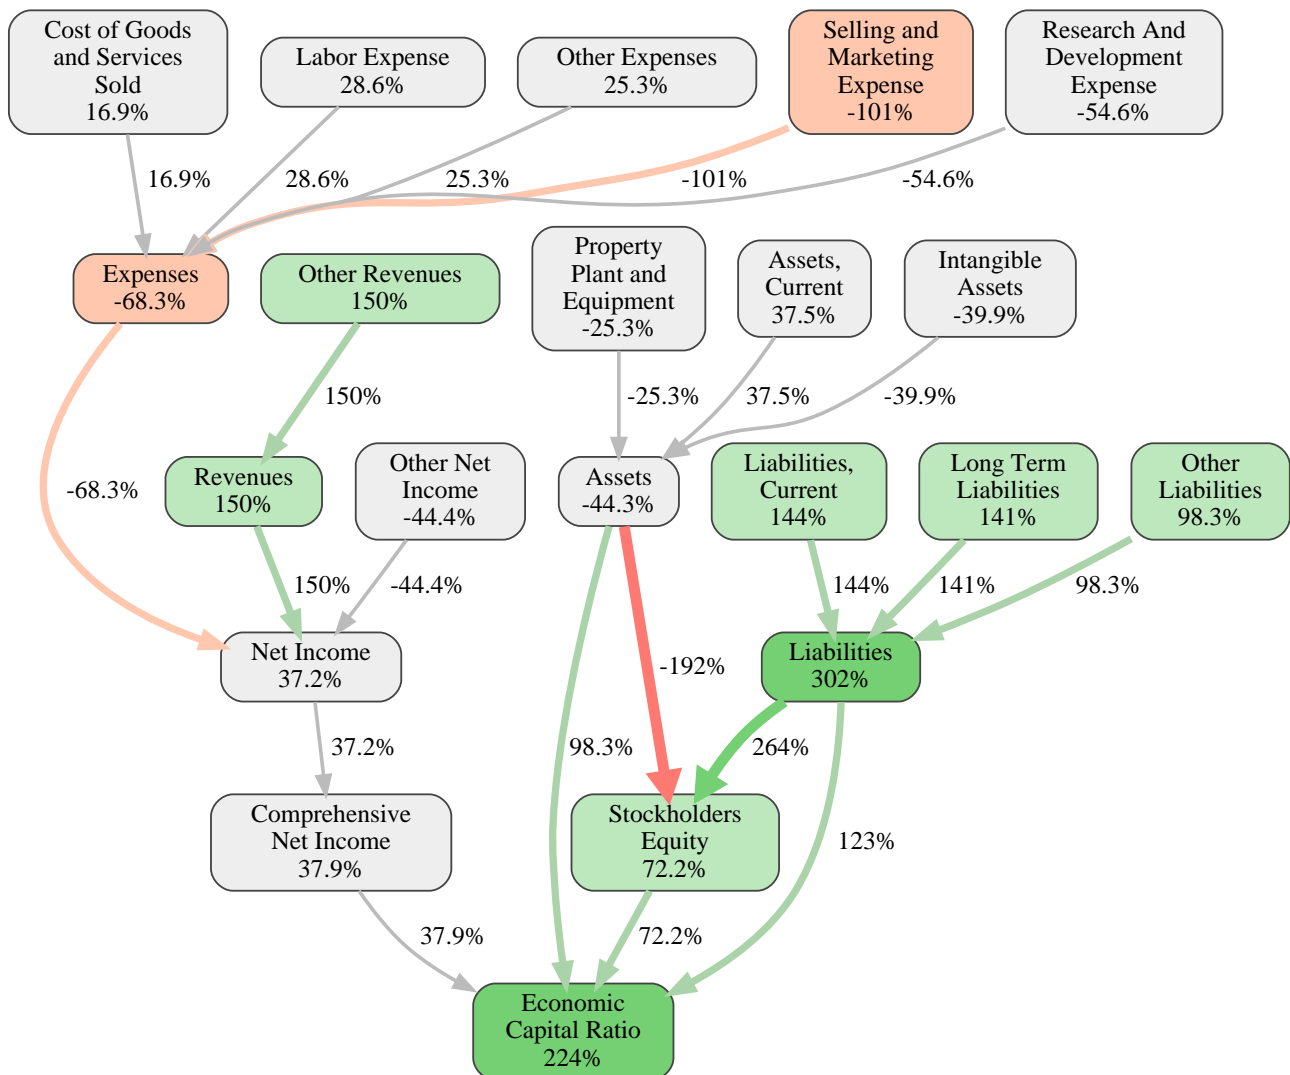 Cost of Goods
and Services
Sold
16.9%
Labor Expense
28.6%
Other Expenses
25.3%
Selling and
Marketing
Expense
-101%
Research And
Development
Expense
-54.6%
16.9%
28.6%
25.3%
-101%
-54.6%
Expenses
-68.3%
Other Revenues
150%
Property
Plant and
Equipment
-25.3%
Assets,
Current
37.5%
Intangible
Assets
-39.9%
150%
-25.3%
37.5%
-39.9%
-68.3%
Revenues
150%
Other Net
Income
-44.4%
Assets
-44.3%
Liabilities,
Current
144%
Long Term
Liabilities
141%
Other
Liabilities
98.3%
150%
-44.4%
144%
141%
98.3%
Net Income
37.2%
-192%
Liabilities
302%
37.2%
98.3%
264%
Comprehensive
Net Income
37.9%
Stockholders
Equity
72.2%
123%
37.9%
72.2%
Economic
Capital Ratio
224%